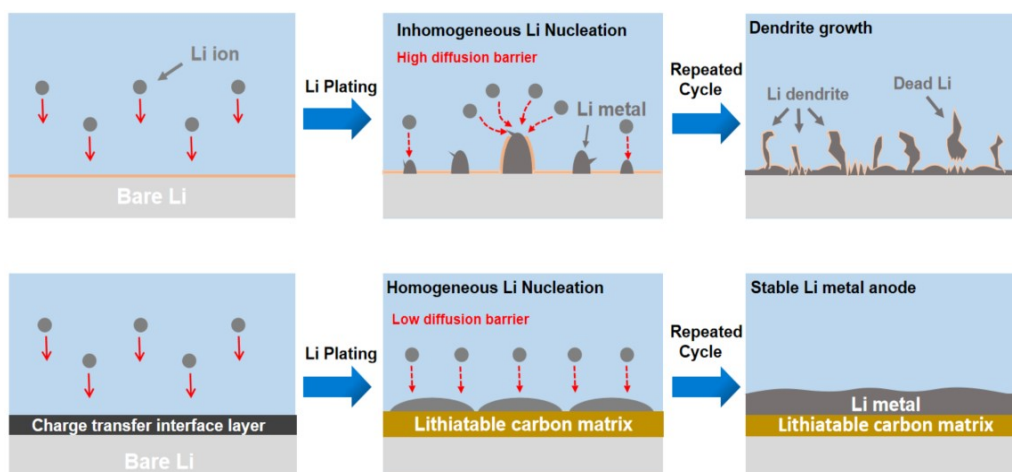 Li ion
Bare Li
Li Plating
Inhomogeneous Li Nucleation
High diffusion barrier
Li metal
Repeated
Cycle
Dendrite growth
Li dendrite
Dead Li
Charge transfer interface layer
Bare Li
Li Plating
Homogeneous Li Nucleation
Low diffusion barrier
Lithiatable carbon matrix
Repeated
Cycle
Stable Li metal anode
Li metal
Lithiatable carbon matrix